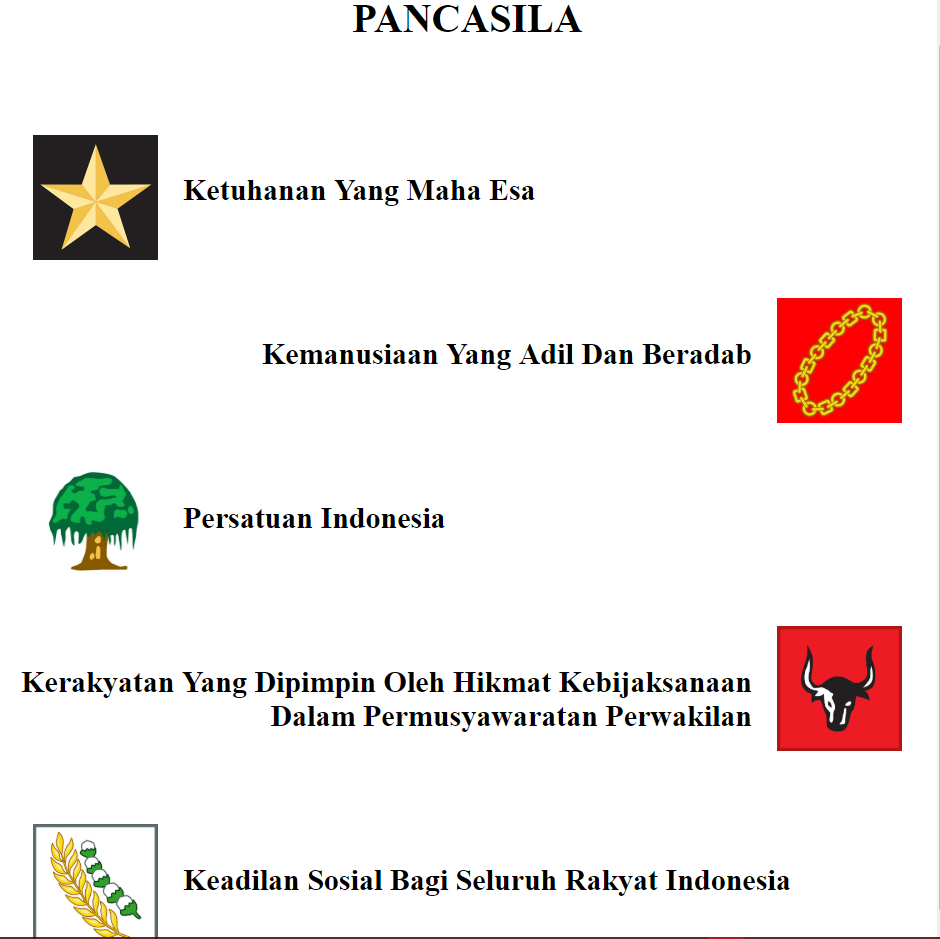 PANCASILA
Ketuhanan Yang Maha Esa
Kemanusiaan Yang Adil Dan Beradab
Persatuan Indonesia
Kerakyatan Yang Dipimpin Oleh Hikmat Kebijaksanaan
Dalam Permusyawaratan Perwakilan
Keadilan Sosial Bagi Seluruh Rakyat Indonesia